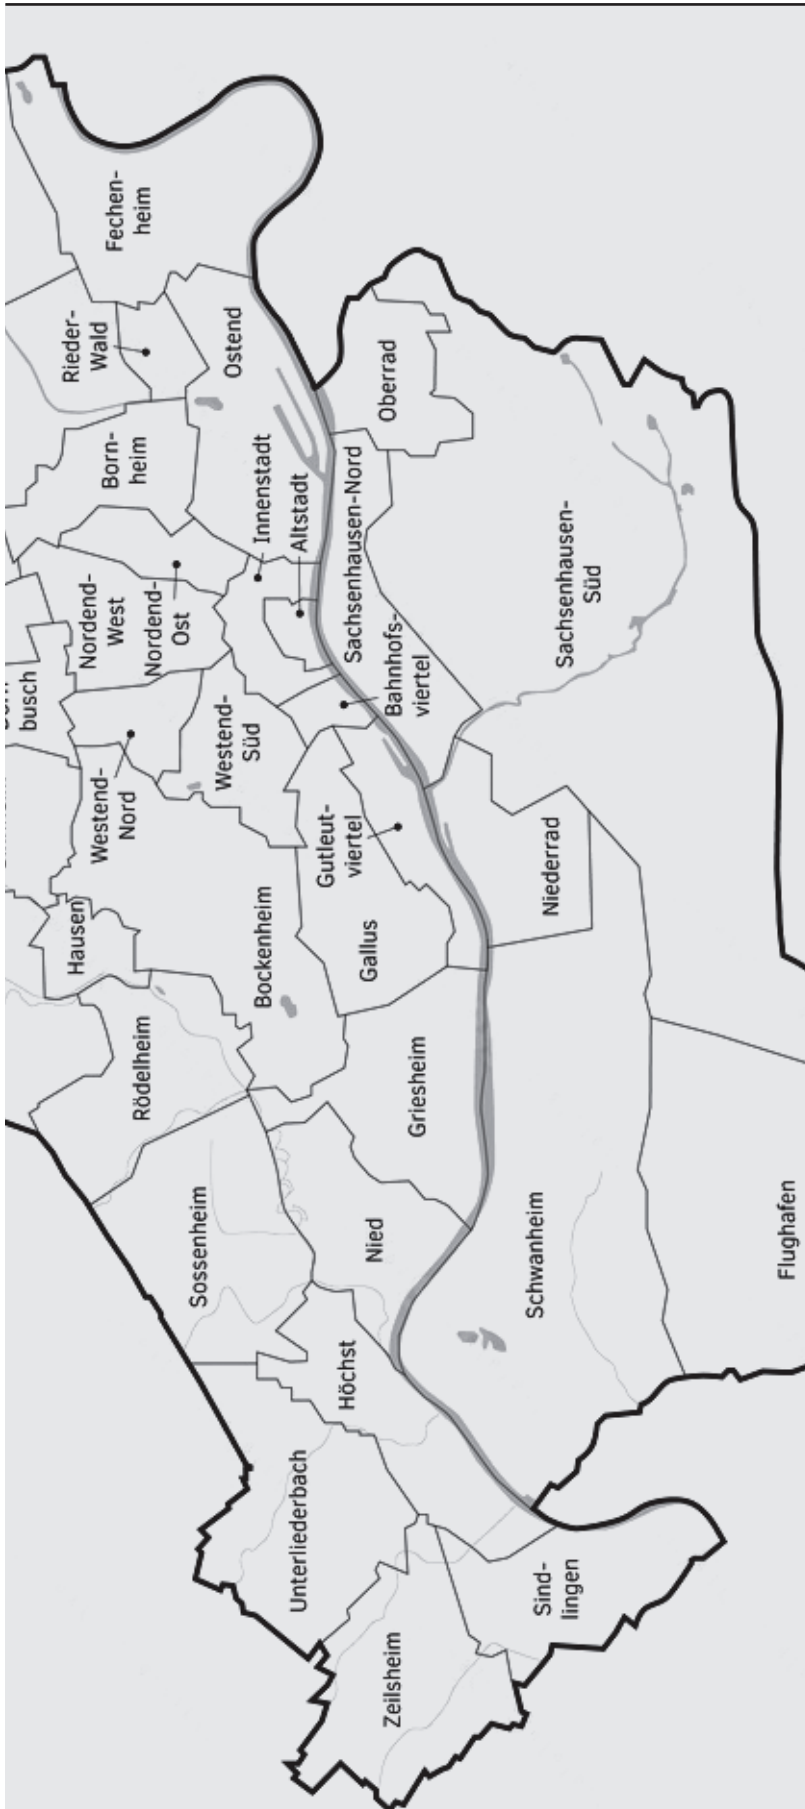 Fechen-
heim
Rieder-
Wald
Ostend
Oberrad
Born-
heim
Innenstadt
Altstadt
Sachsenhausen-Nord
Sachsenhausen-
Süd
Nordend-
West
Nordend-
Ost
busch
Bahnhofs-
viertel
Westend-
Süd
Westend-
Nord
Gutleut-
viertel
Niederrad
Hausen
Bockenheim
Gallus
Rödelheim
Griesheim
Sossenheim
Nied
Schwanheim
Flughafen
Höchst
Unterliederbach
Sind-
lingen
Zeilsheim